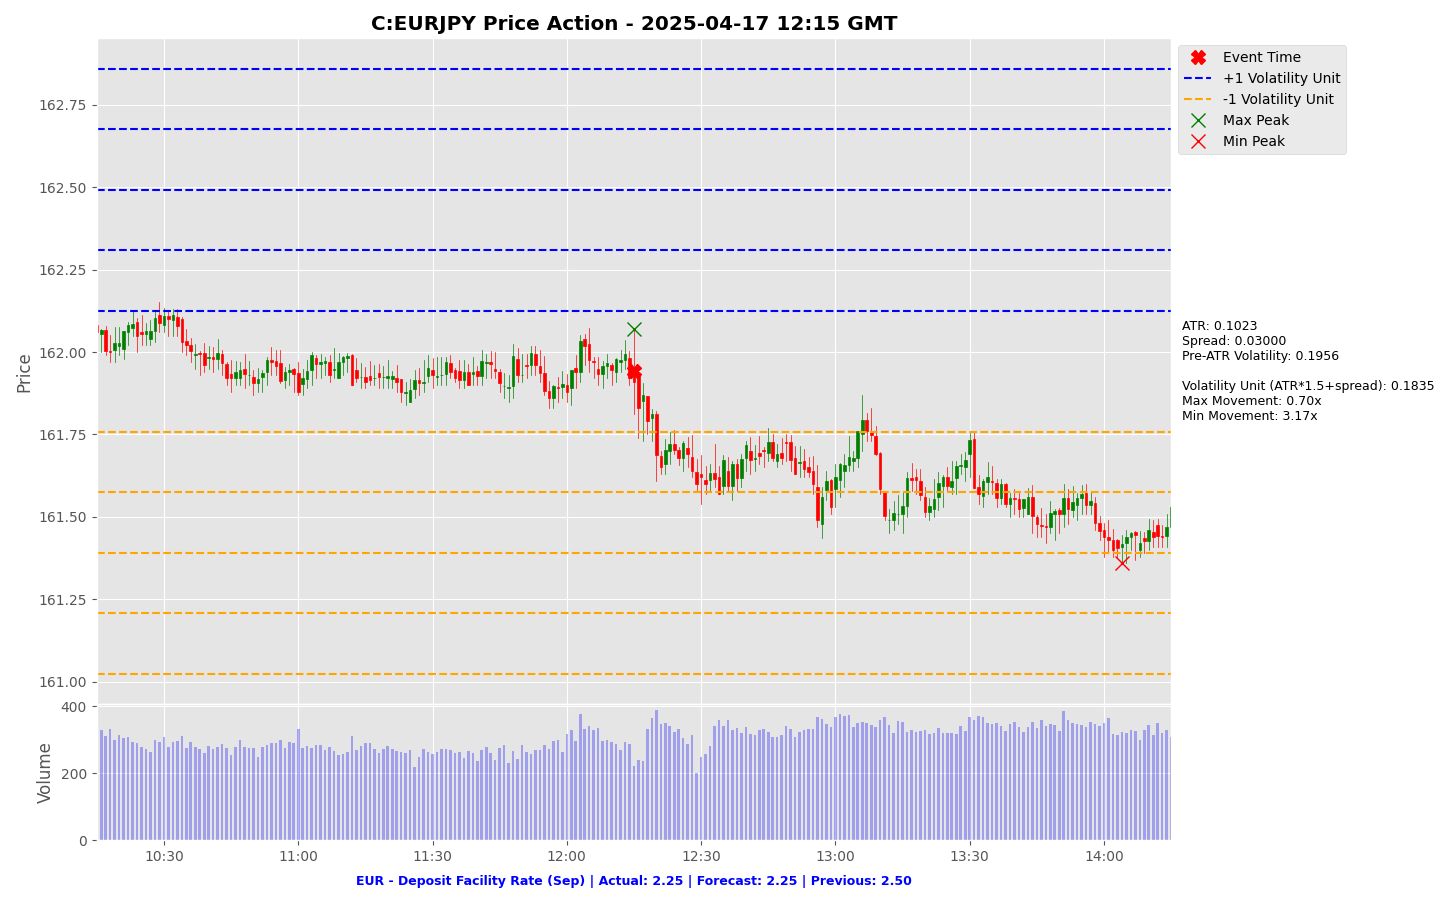 C:EURJPY Price Action - 2025-04-17 12:15 GMT
Event Time
+1 Volatility Unit
-1 Volatility Unit
Max Peak
Min Peak
Price
162.75
162.50
162.25
162.00
161.75
161.50
161.25
161.00
ATR: 0.1023
Spread: 0.03000
Pre-ATR Volatility: 0.1956
Volatility Unit (ATR*1.5+spread): 0.1835
Max Movement: 0.70x
Min Movement: 3.17x
Volume
400
200
0
10:30 11:00 11:30 12:00 12:30 13:00 13:30 14:00
EUR - Deposit Facility Rate (Sep) | Actual: 2.25 | Forecast: 2.25 | Previous: 2.50